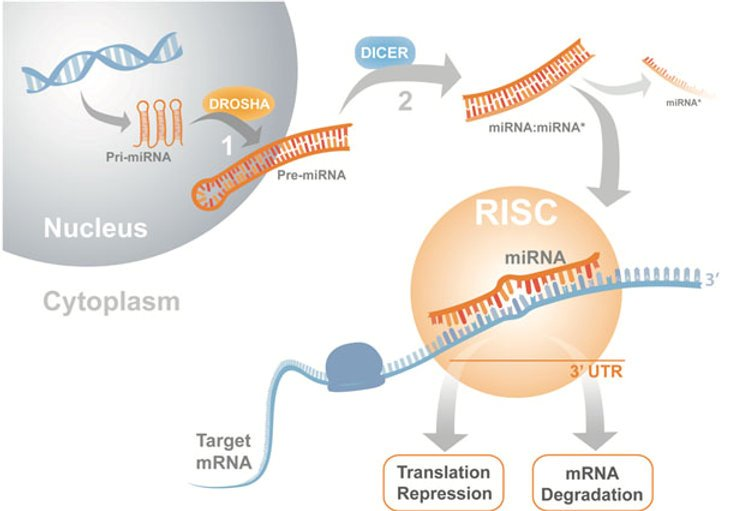 DICER
DROSHA
2
miRNA:miRNA*
miRNA*
Pri-miRNA
1
Pre-miRNA
Nucleus
RISC
miRNA
Cytoplasm
3′
3′ UTR
Target
mRNA
Translation
Repression
mRNA
Degradation